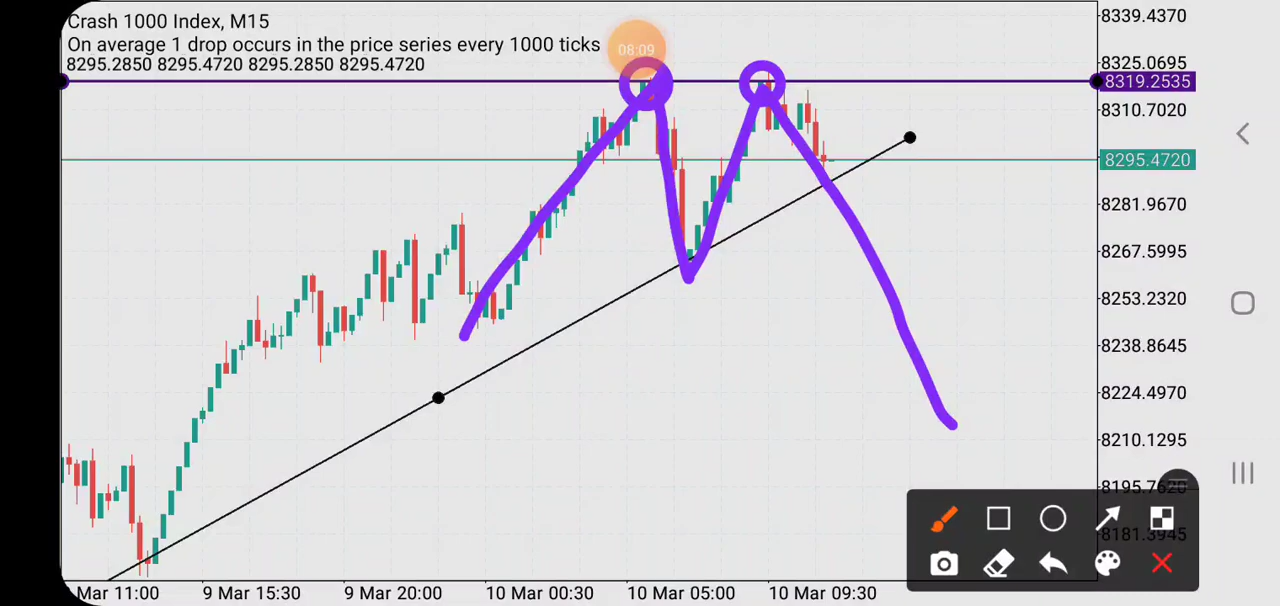 Crash 1000 Index, M15
On average 1 drop occurs in the price series every 1000 ticks
8295.2850 8295.4720 8295.2850 8295.4720
08:09
8339.4370
8325.0695
8319.2535
8310.7020
8295.4720
8281.9670
8267.5995
8253.2320
8238.8645
8224.4970
8210.1295
8195.7620
8181.3945
Mar 11:00
9 Mar 15:30
9 Mar 20:00
10 Mar 00:30
10 Mar 05:00
10 Mar 09:30